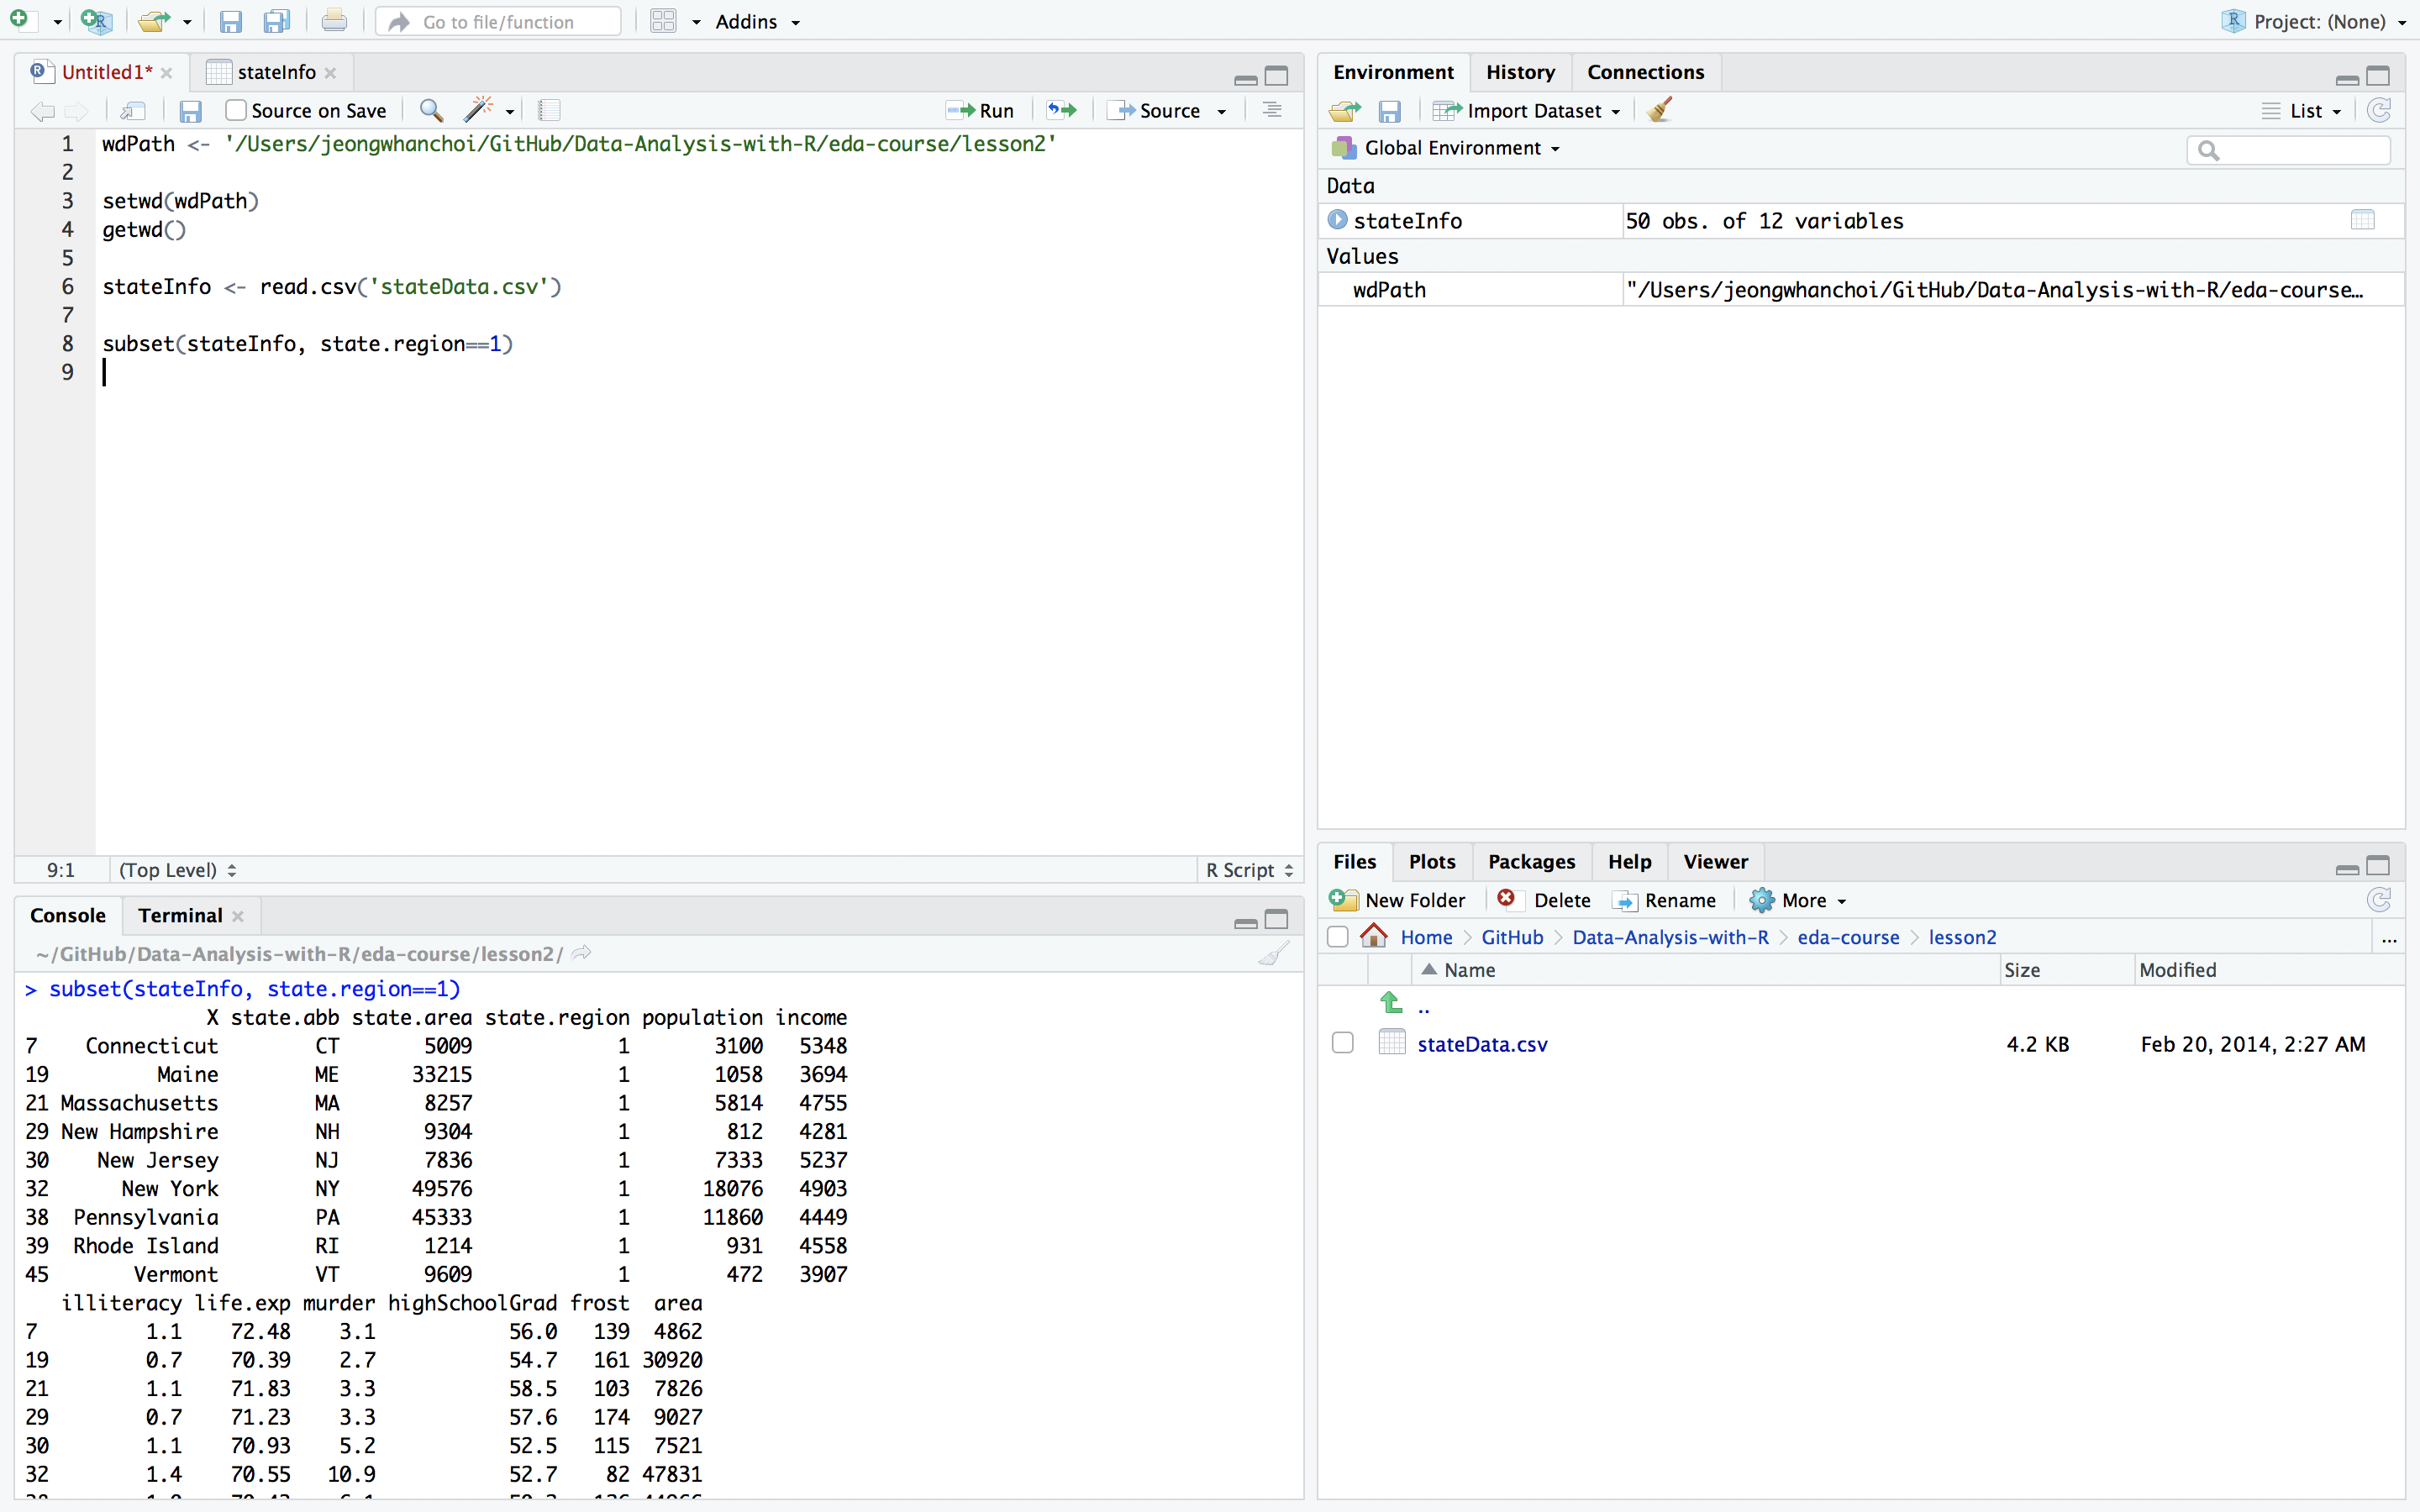 Go to file/function
Addins
Project: (None)
Untitled1*
stateInfo
Source on Save
Run
Source
1 wdPath <- '/Users/jeongwhanchoi/GitHub/Data-Analysis-with-R/eda-course/lesson2'
2
3 setwd(wdPath)
4 getwd()
5
6 stateInfo <- read.csv('stateData.csv')
7
8 subset(stateInfo, state.region==1)
9
9:1 (Top Level) R Script
Console Terminal
~/GitHub/Data-Analysis-with-R/eda-course/lesson2/
> subset(stateInfo, state.region==1)
X state.abb state.area state.region population income
7 Connecticut CT 5009 1 3100 5348
19 Maine ME 33215 1 1058 3694
21 Massachusetts MA 8257 1 5814 4755
29 New Hampshire NH 9304 1 812 4281
30 New Jersey NJ 7836 1 7333 5237
32 New York NY 49576 1 18076 4903
38 Pennsylvania PA 45333 1 11860 4449
39 Rhode Island RI 1214 1 931 4558
45 Vermont VT 9609 1 472 3907
illiteracy life.exp murder highSchoolGrad frost area
7 1.1 72.48 3.1 56.0 139 4862
19 0.7 70.39 2.7 54.7 161 30920
21 1.1 71.83 3.3 58.5 103 7826
29 0.7 71.23 3.3 57.6 174 9027
30 1.1 70.93 5.2 52.5 115 7521
32 1.4 70.55 10.9 52.7 82 47831
Environment History Connections
Import Dataset
List
Global Environment
Data
stateInfo 50 obs. of 12 variables
Values
wdPath "/Users/jeongwhanchoi/GitHub/Data-Analysis-with-R/eda-course…
Files Plots Packages Help Viewer
New Folder Delete Rename More
Home GitHub Data-Analysis-with-R eda-course lesson2 ...
Name Size Modified
..
stateData.csv 4.2 KB Feb 20, 2014, 2:27 AM